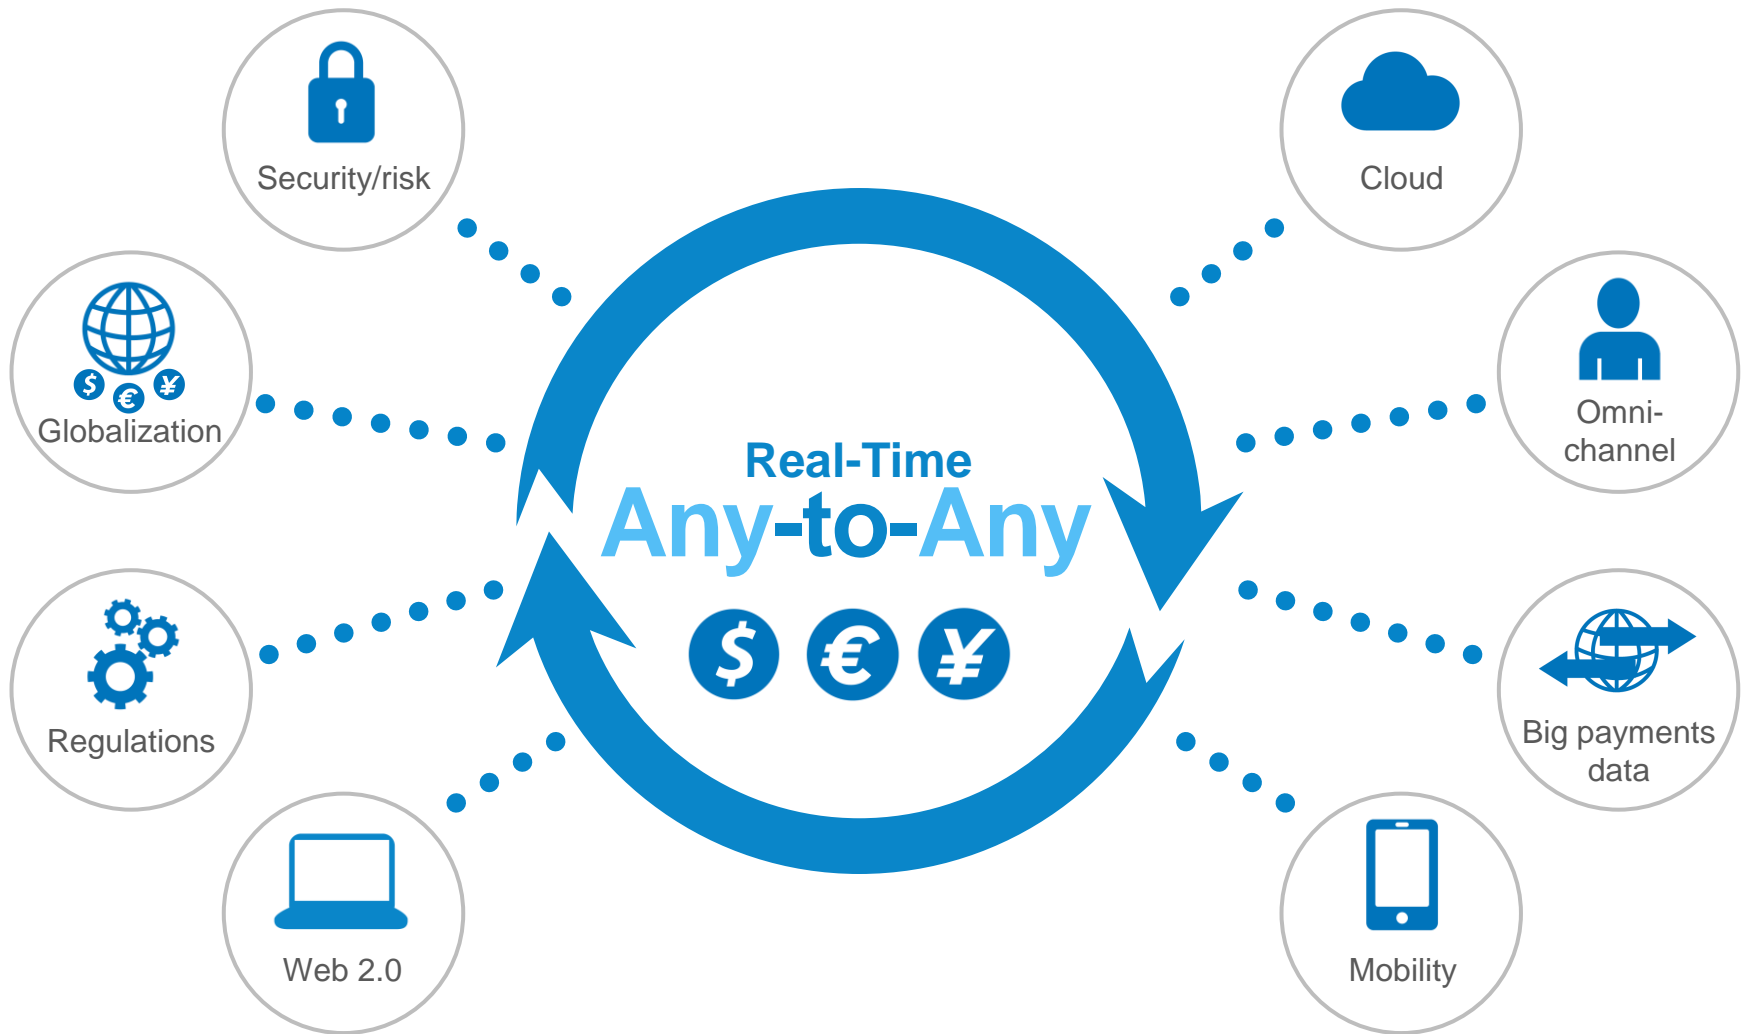 Security/risk
Cloud
$ € ¥
Globalization
Omni-
channel
Real-Time
Any-to-Any
$ € ¥
Regulations
Big payments
data
Web 2.0
Mobility